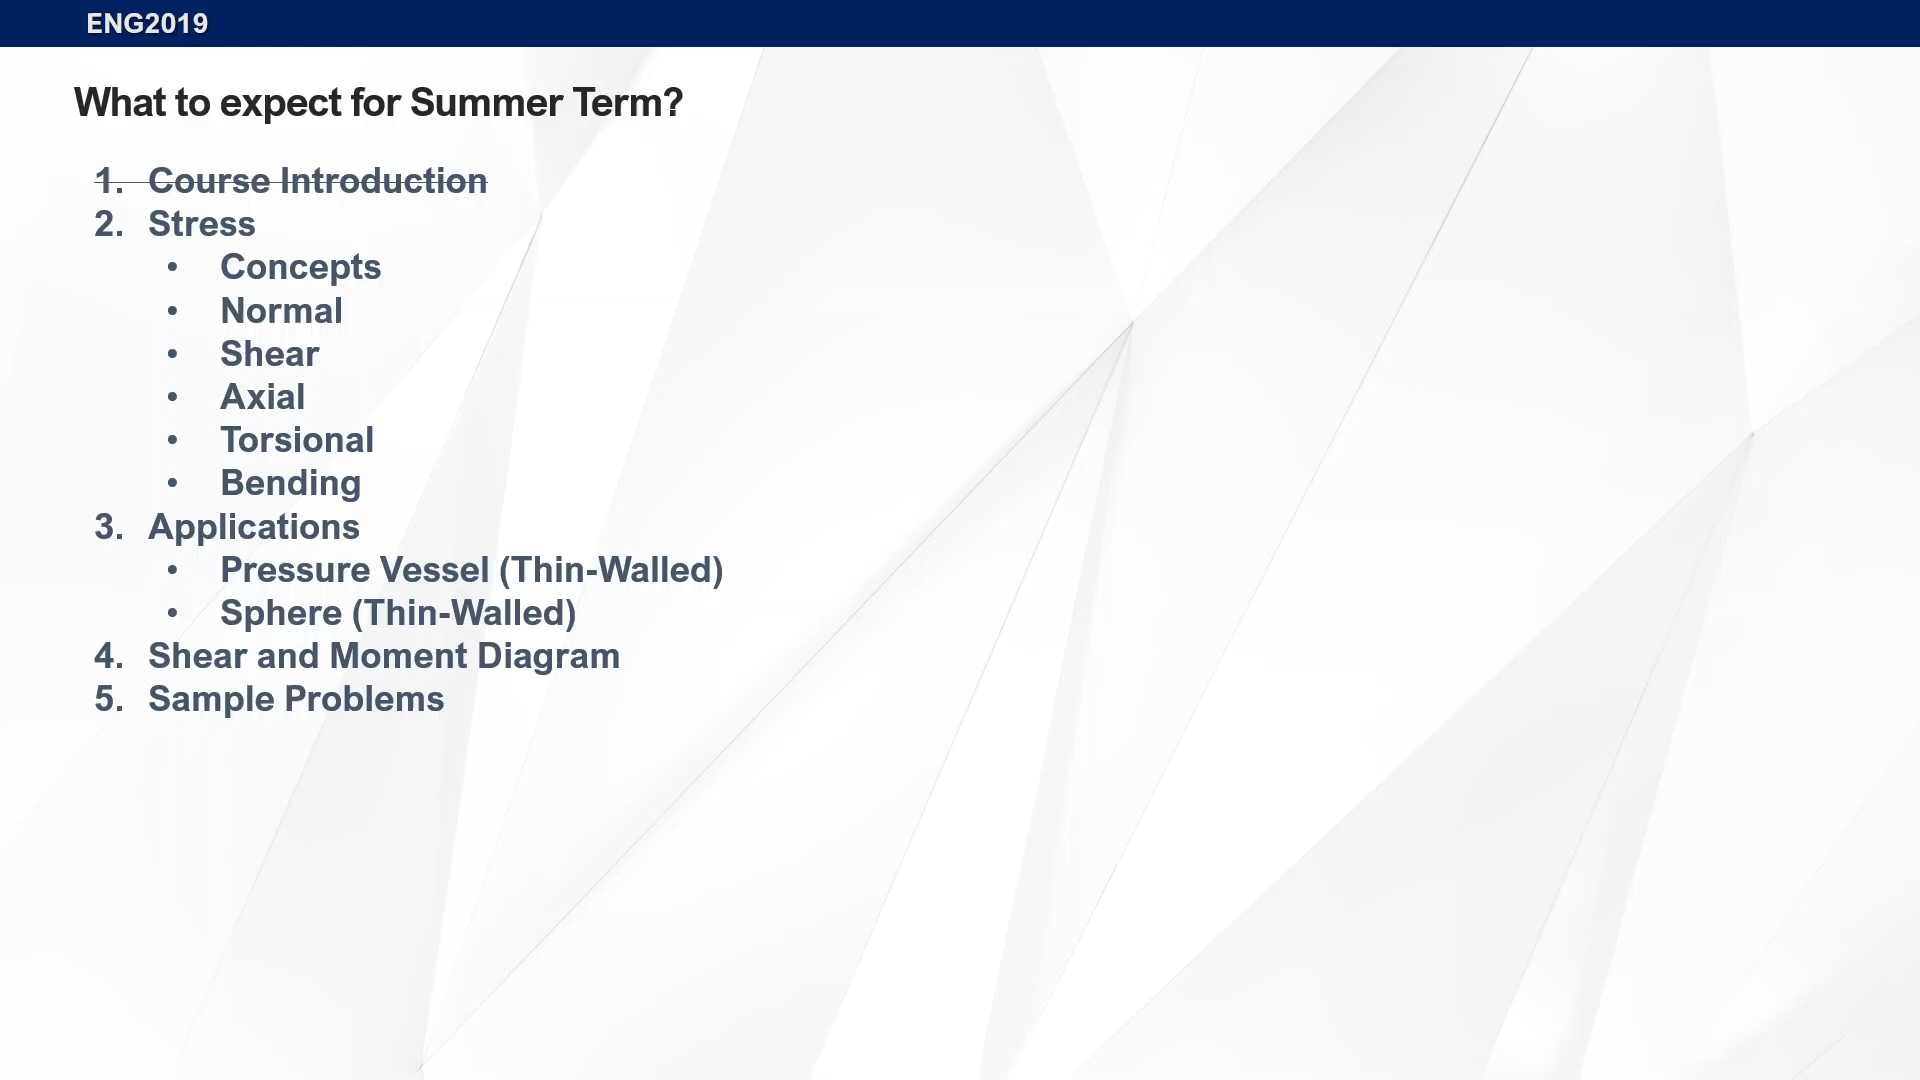 ENG2019
What to expect for Summer Term?
1. Course Introduction
2. Stress
• Concepts
• Normal
• Shear
• Axial
• Torsional
• Bending
3. Applications
• Pressure Vessel (Thin-Walled)
• Sphere (Thin-Walled)
4. Shear and Moment Diagram
5. Sample Problems